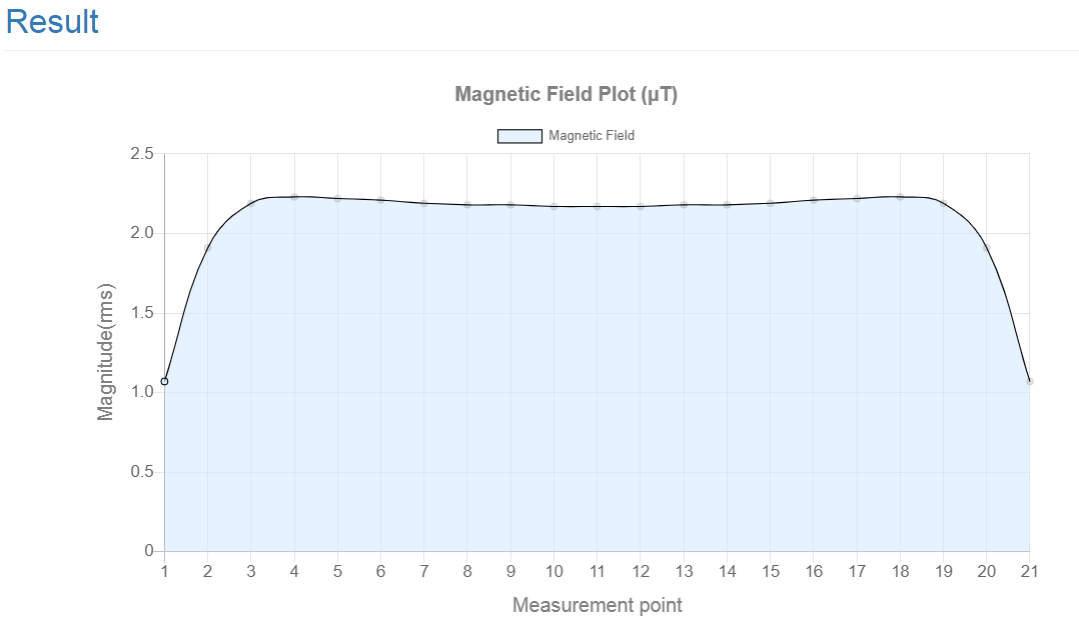 Result
Magnetic Field Plot (µT)
Magnetic Field
2.5
2.0
1.5
1.0
0.5
0
Magnitude(rms)
1 2 3 4 5 6 7 8 9 10 11 12 13 14 15 16 17 18 19 20 21
Measurement point